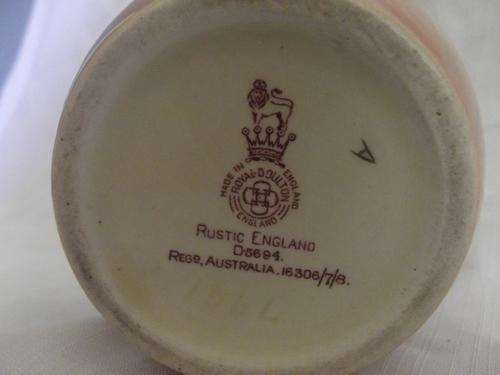 MADE IN ENGLAND
ROYAL·DOULTON
ENGLAND
A
RUSTIC ENGLAND
D5694.
REGD, AUSTRALIA. 16306/7/8.